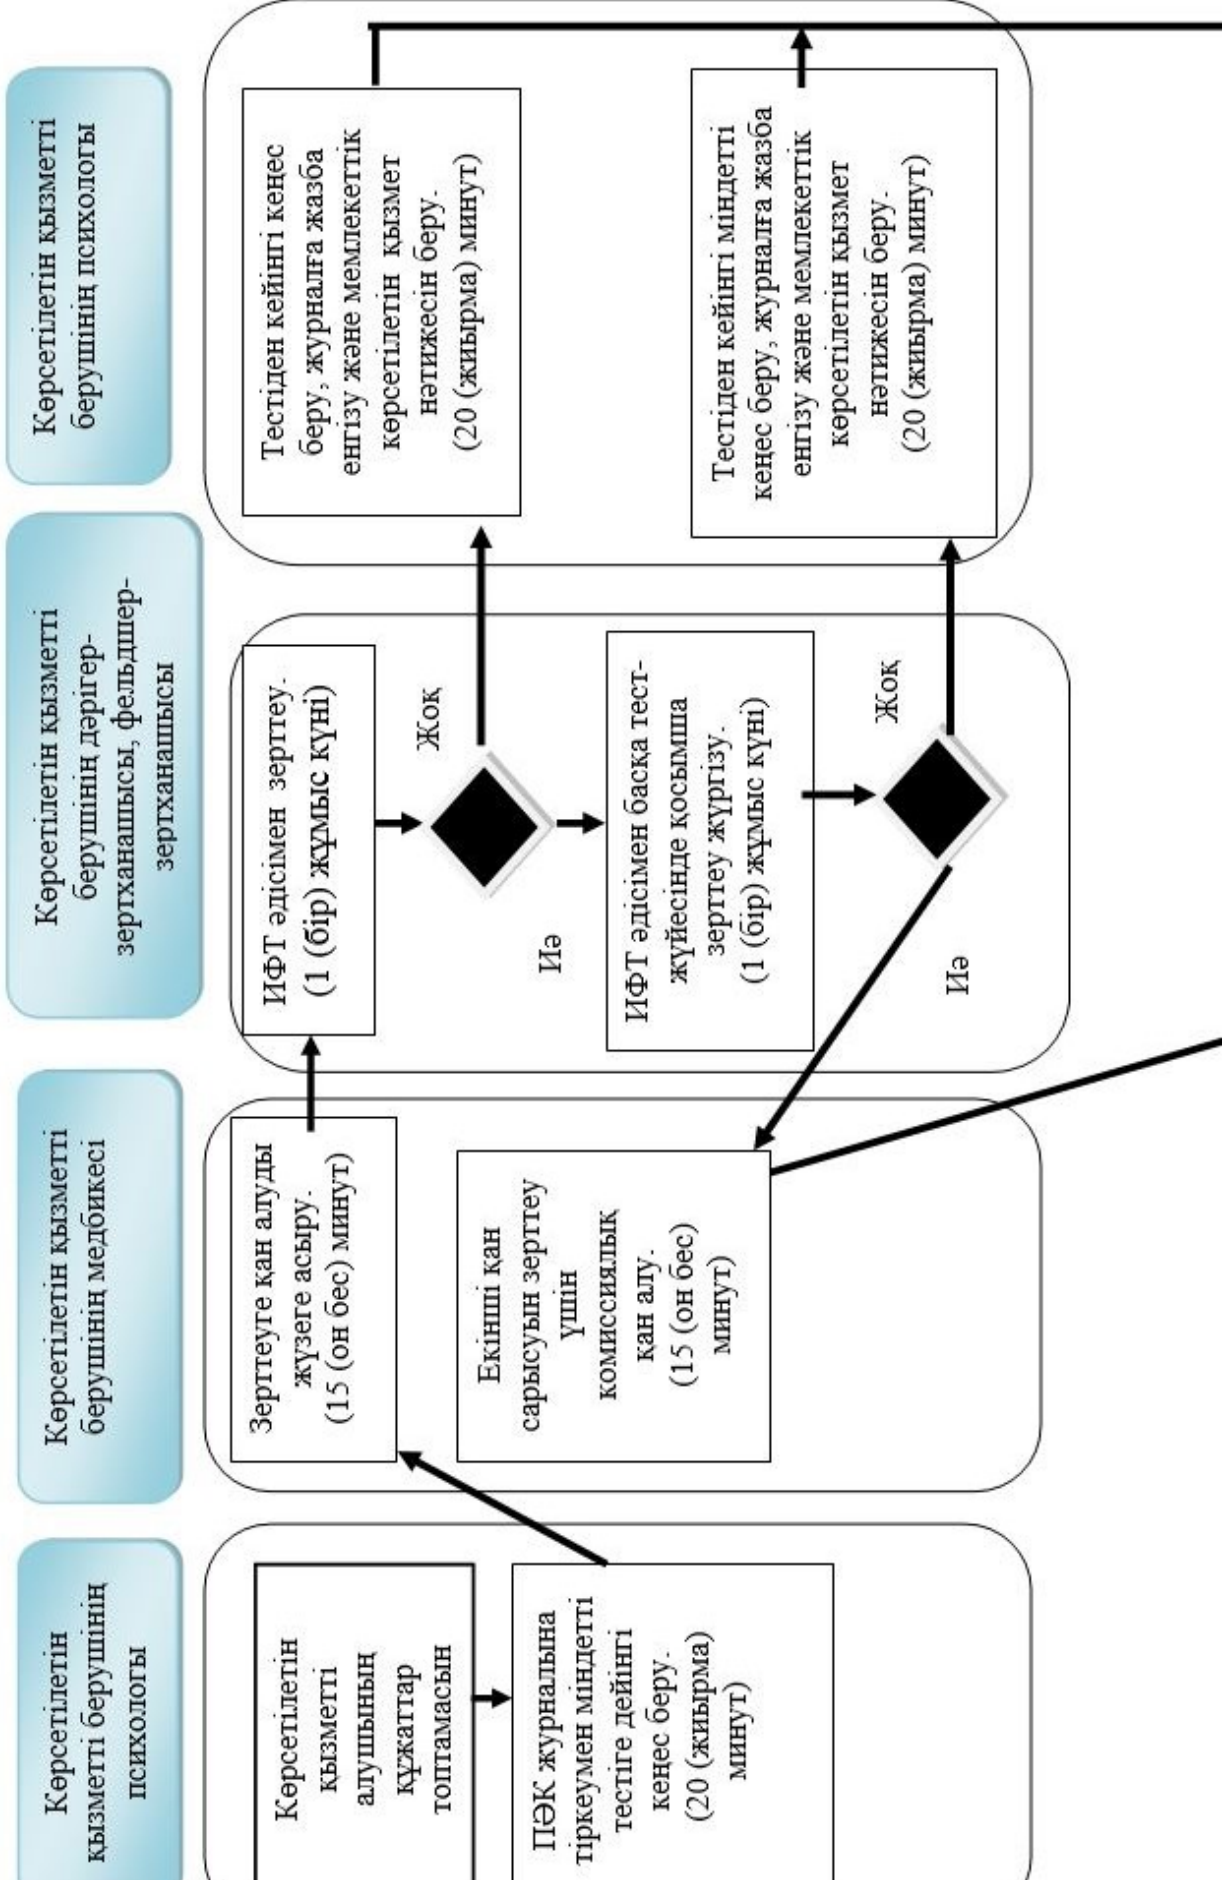 Көрсетілетін
қызметті берушінің
психологы
Көрсетілетін қызметті
берушінің медбикесі
Көрсетілетін қызметті
берушінің дәрігер-
зертханашысы, фельдшер-
зертханашысы
Көрсетілетін қызметті
берушінің психологы
Көрсетілетін
қызметті
алушының
құжаттар
топтамасын
ПӘК журналына
тіркеумен міндетті
тестіге дейінгі
кеңес беру.
(20 (жиырма)
минут)
Зерттеуге қан алуды
жүзеге асыру.
(15 (он бес) минут)
Екінші қан
сарысуын зерттеу
үшін
комиссиялық
қан алу.
(15 (он бес)
минут)
ИФТ әдісімен зерттеу.
(1 (бір) жұмыс күні)
Жоқ
Иә
ИФТ әдісімен басқа тест-
жүйесінде қосымша
зерттеу жүргізу.
(1 (бір) жұмыс күні)
Жоқ
Иә
Тестіден кейінгі кеңес
беру, журналға жазба
енгізу және мемлекеттік
көрсетілетін қызмет
нәтижесін беру.
(20 (жиырма) минут)
Тестіден кейінгі міндетті
кеңес беру, журналға жазба
енгізу және мемлекеттік
көрсетілетін қызмет
нәтижесін беру.
(20 (жиырма) минут)